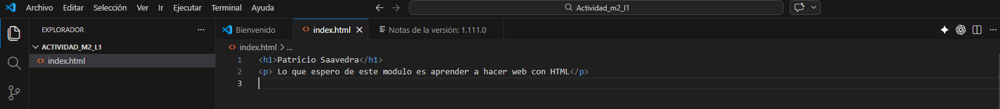 Archivo Editar Selección Ver Ir Ejecutar Terminal Ayuda Actividad_m2_l1
EXPLORADOR ··· Bienvenido <> index.html × Notas de la versión: 1.111.0 ···
ACTIVIDAD_M2_L1
<> index.html
<> index.html > ...
1 <h1>Patricio Saavedra</h1>
2 <p> Lo que espero de este modulo es aprender a hacer web con HTML</p>
3